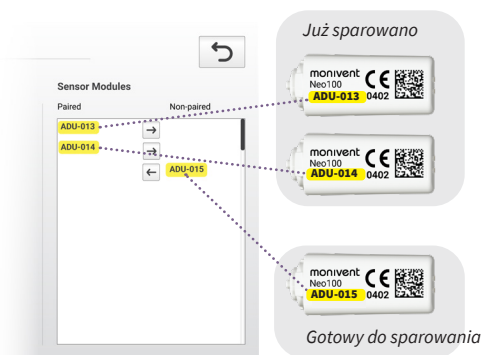 Już sparowano
monivent
Neo100
ADU-013 0402
Sensor Modules
Paired Non-paired
ADU-013
ADU-014
ADU-015
monivent
Neo100
ADU-014 0402
monivent
Neo100
ADU-015 0402
Gotowy do sparowania